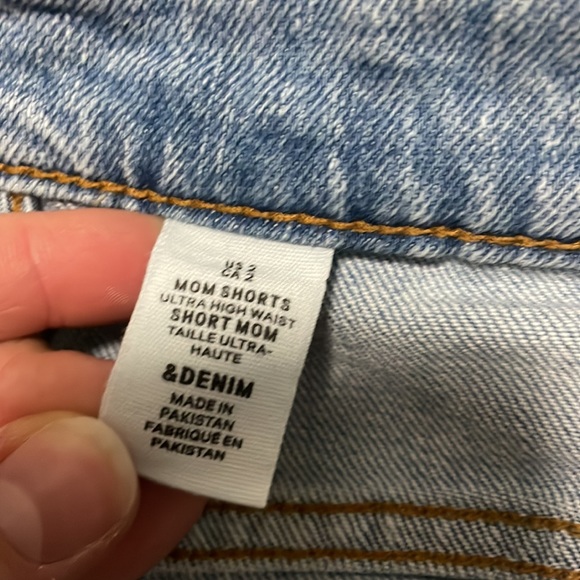 US 2
CA 2
MOM SHORTS
ULTRA HIGH WAIST
SHORT MOM
TAILLE ULTRA-
HAUTE
&DENIM
MADE IN
PAKISTAN
FABRIQUÉ EN
PAKISTAN